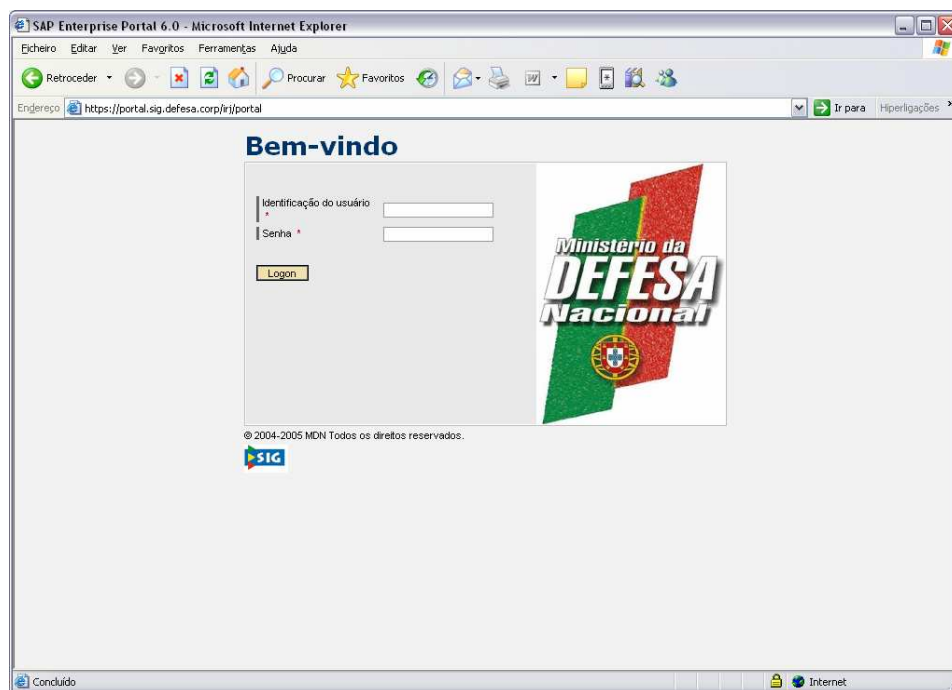 SAP Enterprise Portal 6.0 - Microsoft Internet Explorer
Ficheiro Editar Ver Favoritos Ferramentas Ajuda
Retroceder Procurar Favoritos
Endereço https://portal.sig.defesa.corp/irj/portal Ir para Hiperligações
Bem-vindo
Identificação do usuário
*
Senha *
Logon
Ministério da
DEFESA
Nacional
© 2004-2005 MDN Todos os direitos reservados.
SIG
Concluído Internet